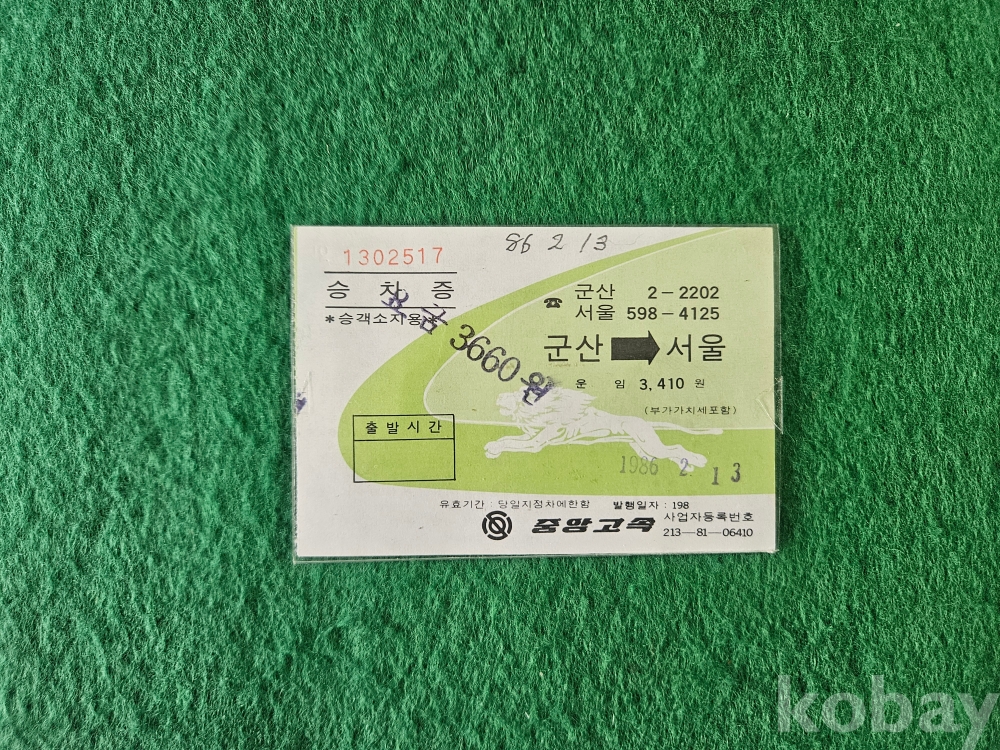 1302517
86 2 13
승 차 증
*승객소지용*
요금 3660원
☎ 군산 2-2202
서울 598-4125
군산 ➡ 서울
운 임 3,410 원
(부가가치세포함)
출발시간
1986 2 13
유효기간 : 당일지정차에한함 발행일자 : 198
중앙고속 사업자등록번호
213-81-06410
kobay